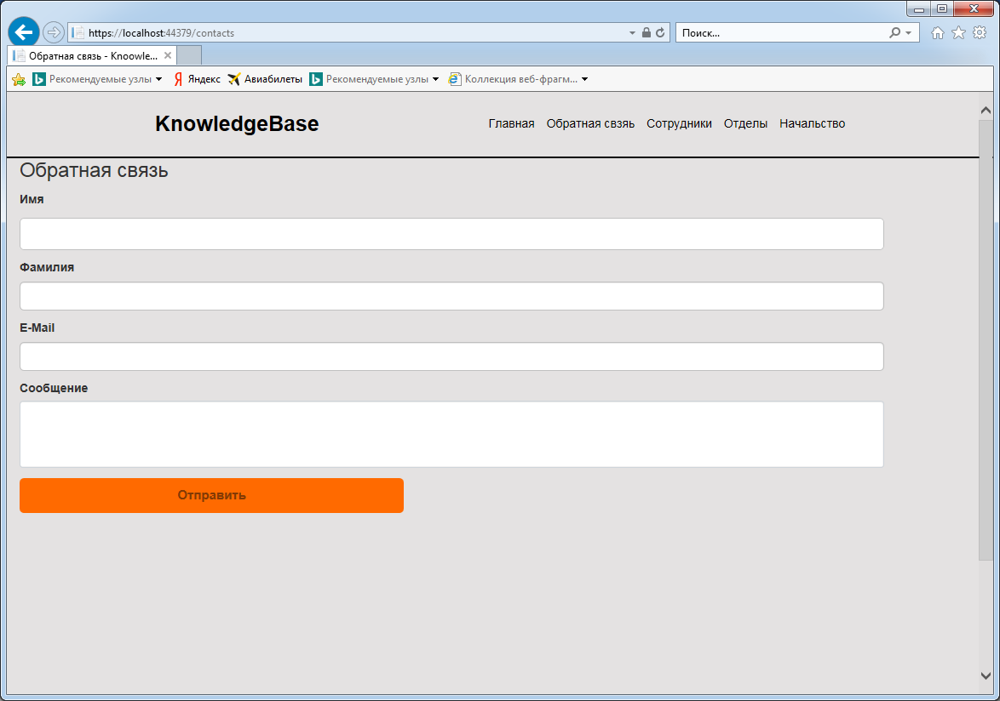 https://localhost:44379/contacts
Поиск...
Обратная связь - Knoowle...
Рекомендуемые узлы
Яндекс
Авиабилеты
Рекомендуемые узлы
Коллекция веб-фрагм...
KnowledgeBase
Главная Обратная свзяь Сотрудники Отделы Начальство
Обратная связь
Имя
Фамилия
E-Mail
Сообщение
Отправить